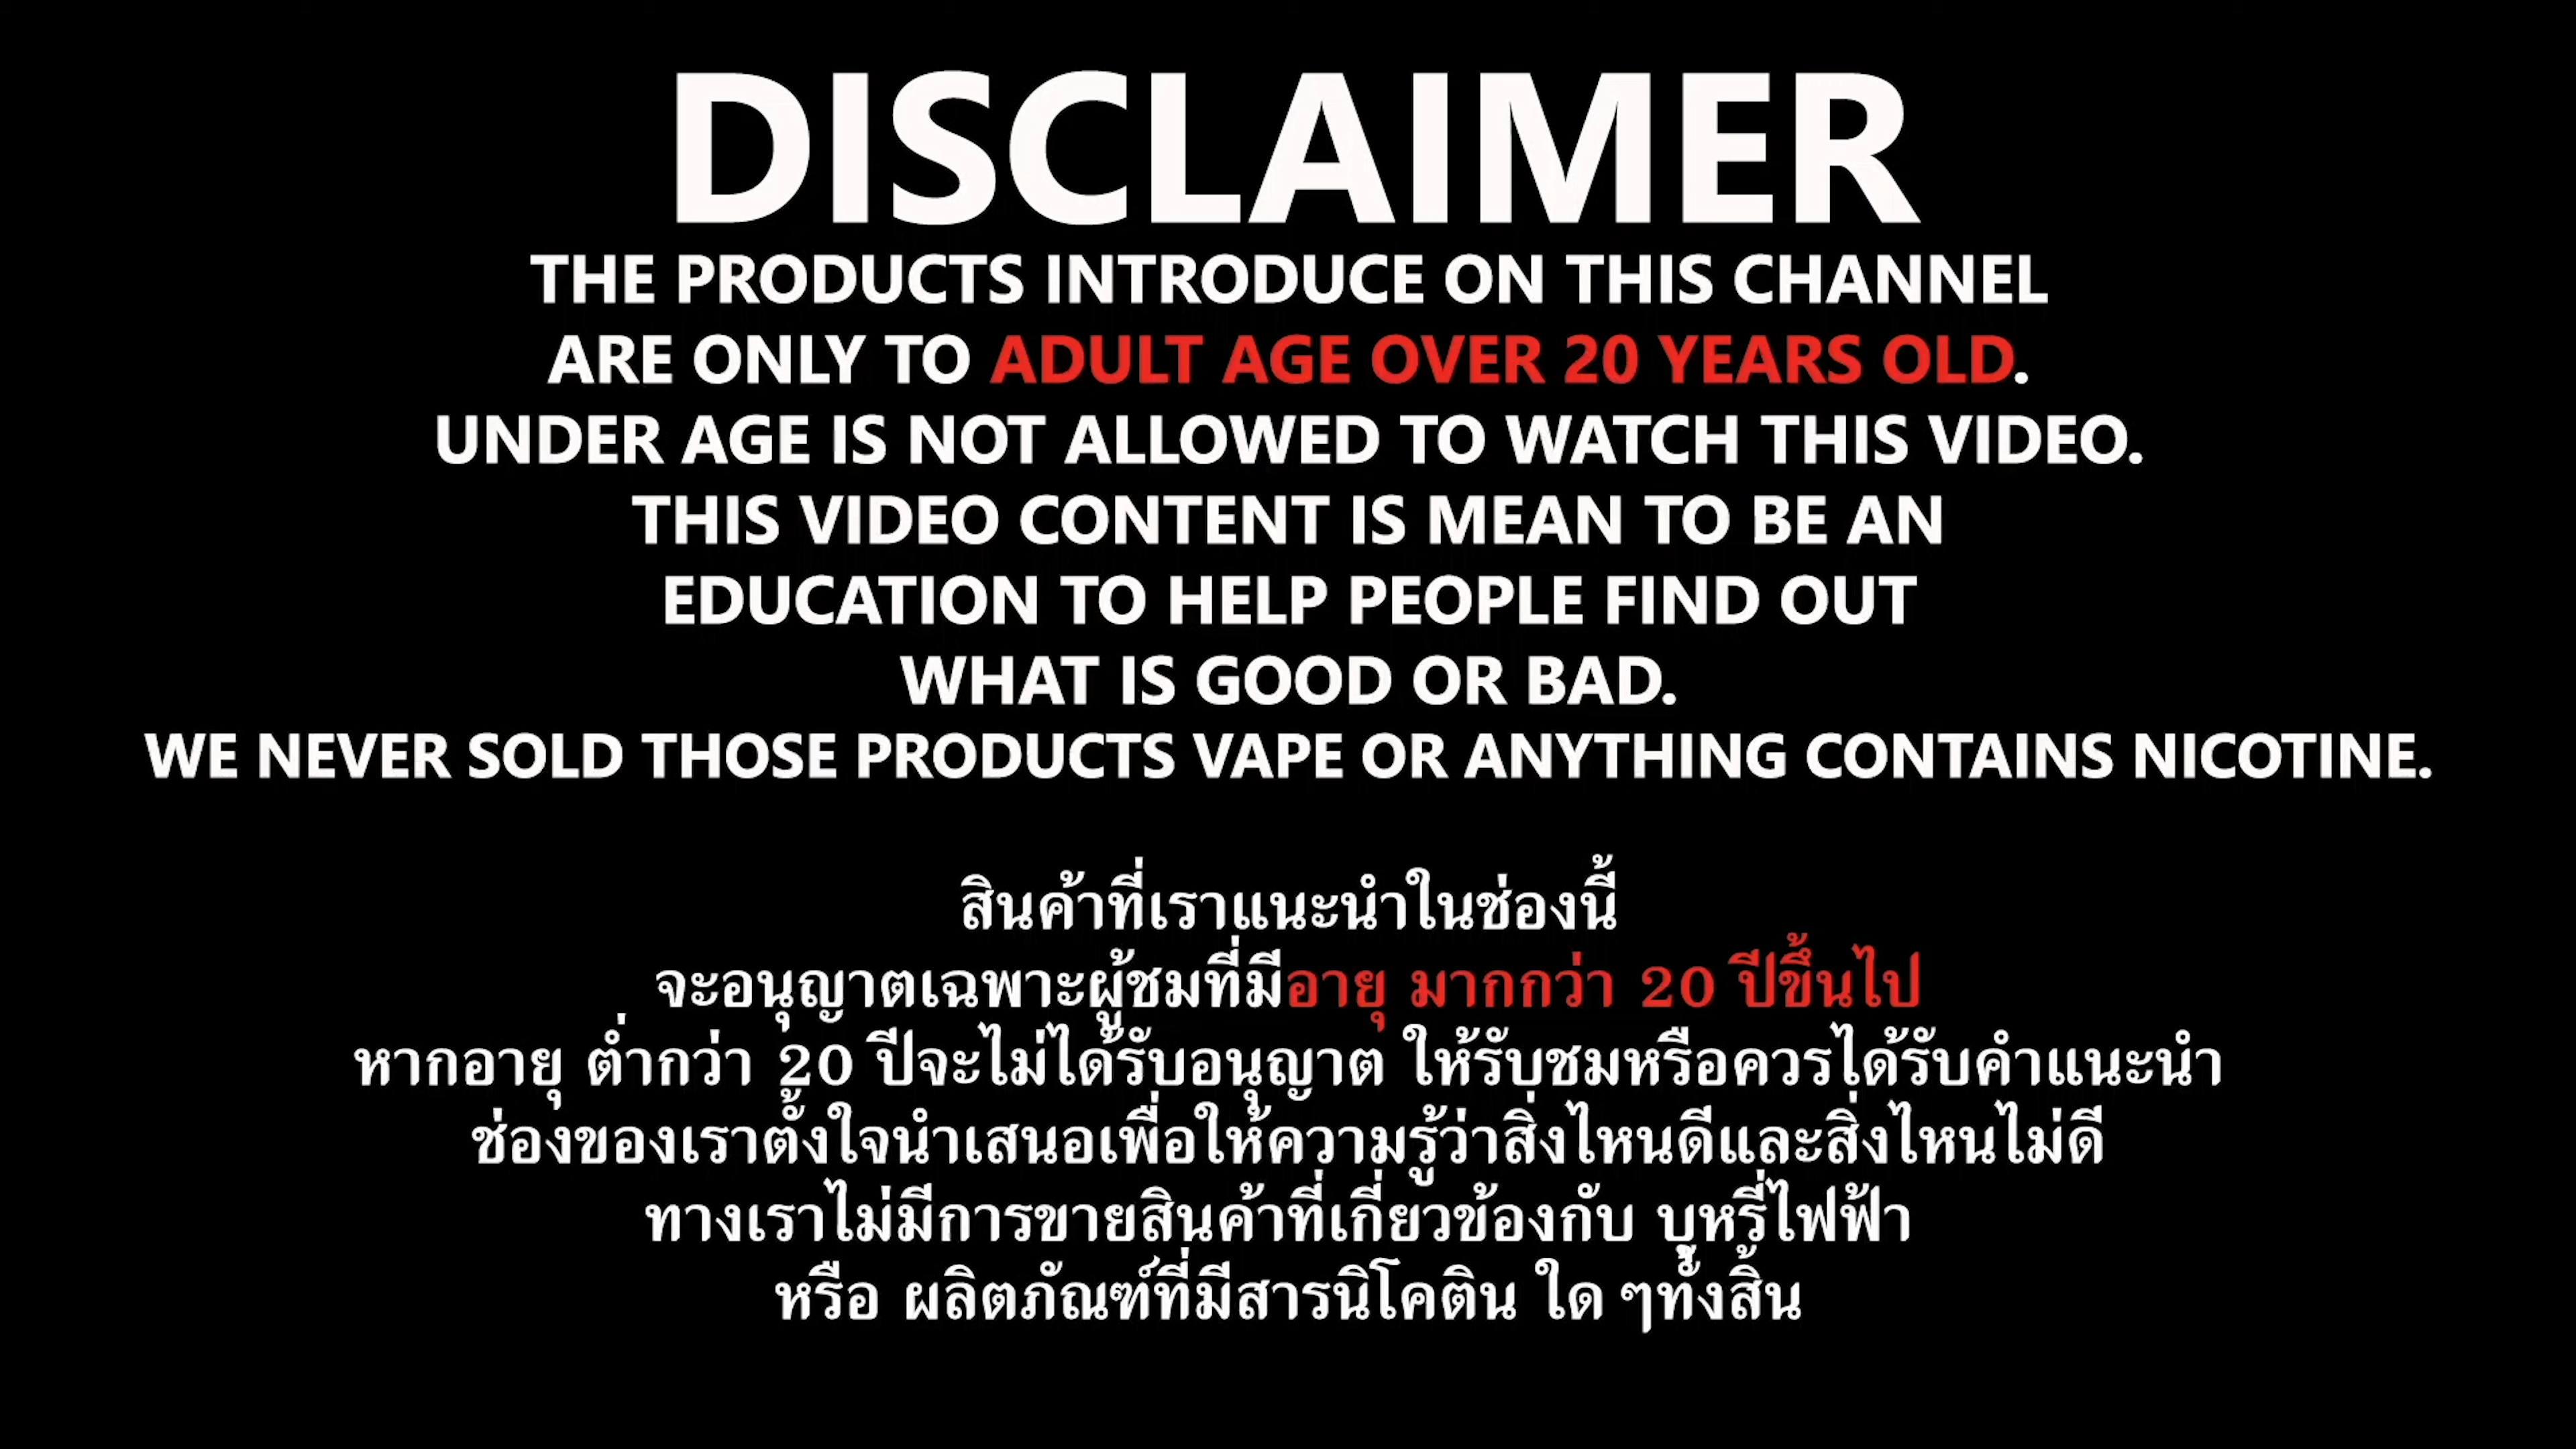 DISCLAIMER
THE PRODUCTS INTRODUCE ON THIS CHANNEL
ARE ONLY TO ADULT AGE OVER 20 YEARS OLD.
UNDER AGE IS NOT ALLOWED TO WATCH THIS VIDEO.
THIS VIDEO CONTENT IS MEAN TO BE AN
EDUCATION TO HELP PEOPLE FIND OUT
WHAT IS GOOD OR BAD.
WE NEVER SOLD THOSE PRODUCTS VAPE OR ANYTHING CONTAINS NICOTINE.
สินค้าที่เราแนะนำในช่องนี้
จะอนุญาตเฉพาะผู้ชมที่มีอายุ มากกว่า 20 ปีขึ้นไป
หากอายุ ต่ำกว่า 20 ปีจะไม่ได้รับอนุญาต ให้รับชมหรือควรได้รับคำแนะนำ
ช่องของเราตั้งใจนำเสนอเพื่อให้ความรู้ว่าสิ่งไหนดีและสิ่งไหนไม่ดี
ทางเราไม่มีการขายสินค้าที่เกี่ยวข้องกับ บุหรี่ไฟฟ้า
หรือ ผลิตภัณฑ์ที่มีสารนิโคติน ใด ๆทั้งสิ้น